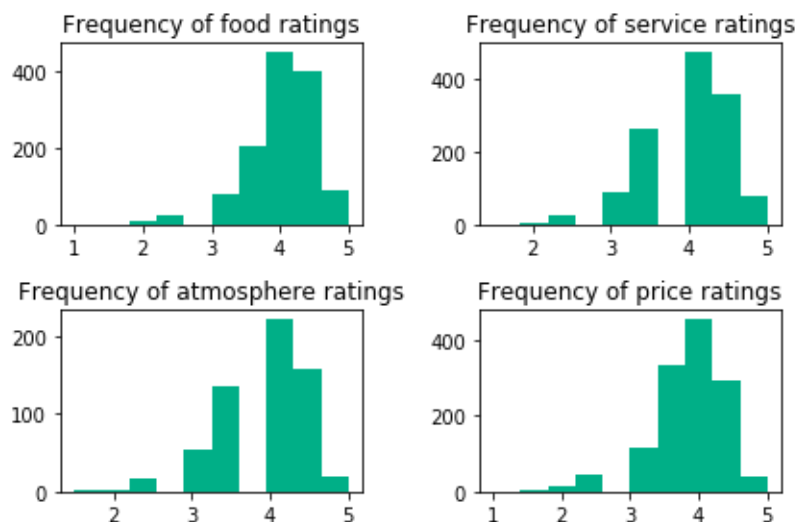 Frequency of food ratings
400
200
0
1 2 3 4 5
Frequency of service ratings
400
200
0
2 3 4 5
Frequency of atmosphere ratings
200
100
0
2 3 4 5
Frequency of price ratings
400
200
0
1 2 3 4 5